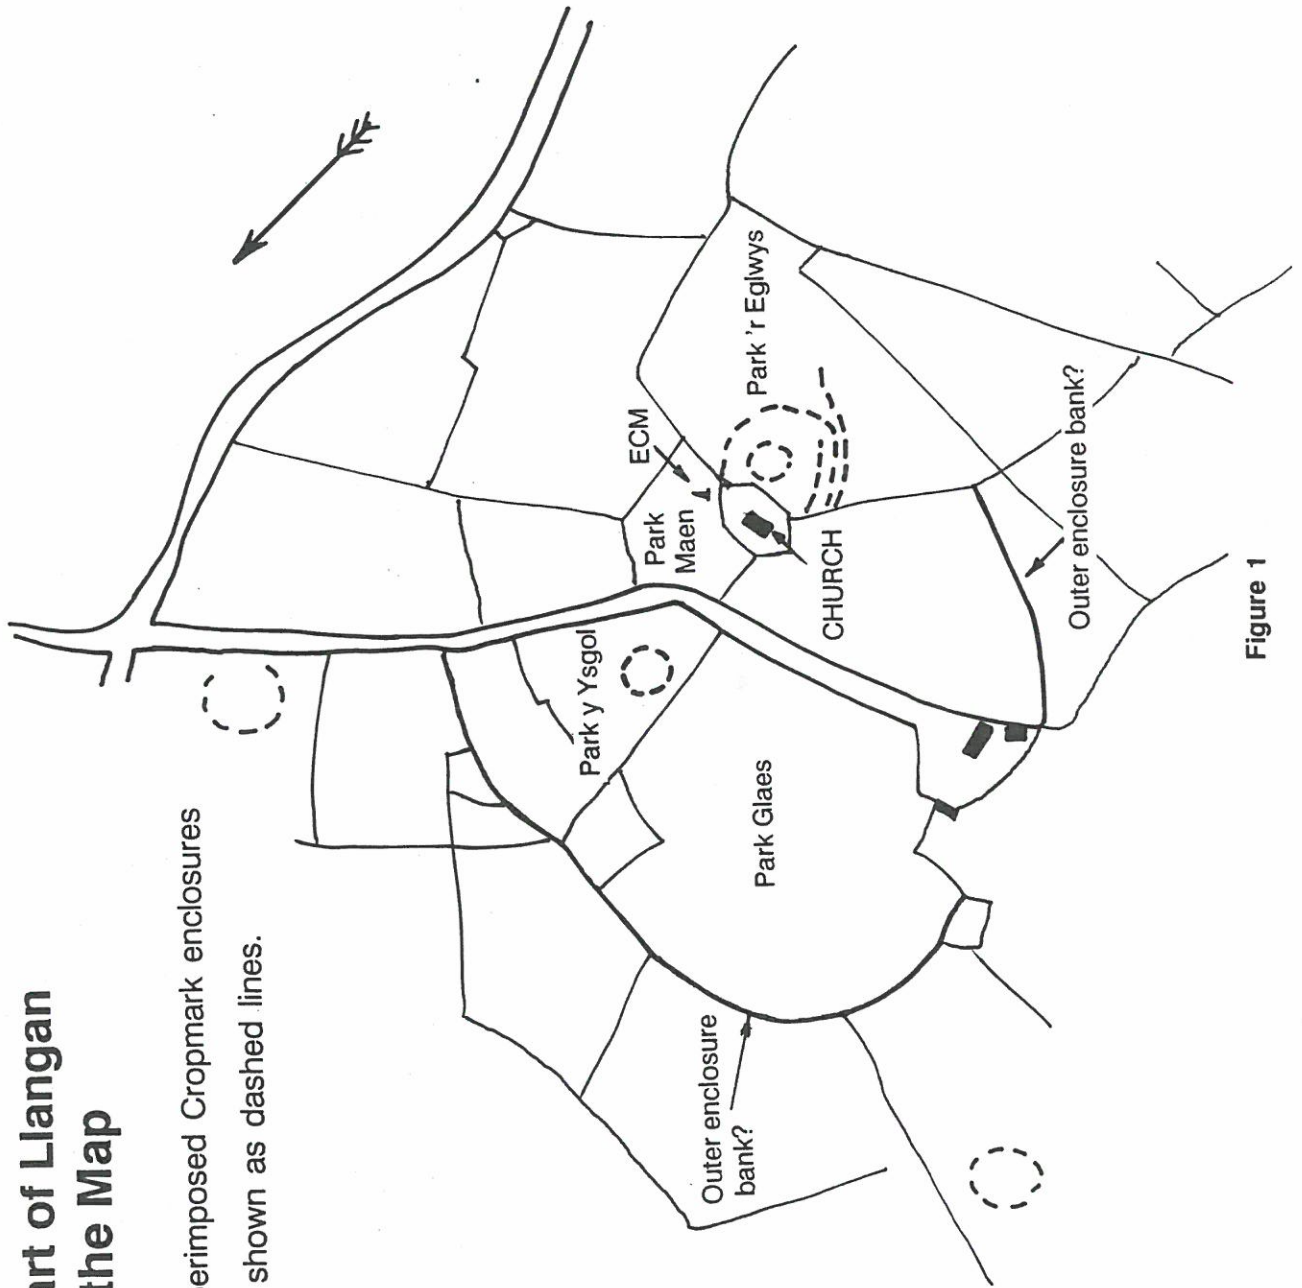 art of Llangan
the Map
erimposed Cropmark enclosures
shown as dashed lines.
Outer enclosure
bank?
Park Glaes
Park y Ysgol
Park
Maen
ECM
CHURCH
Park 'r Eglwys
Outer enclosure bank?
Figure 1